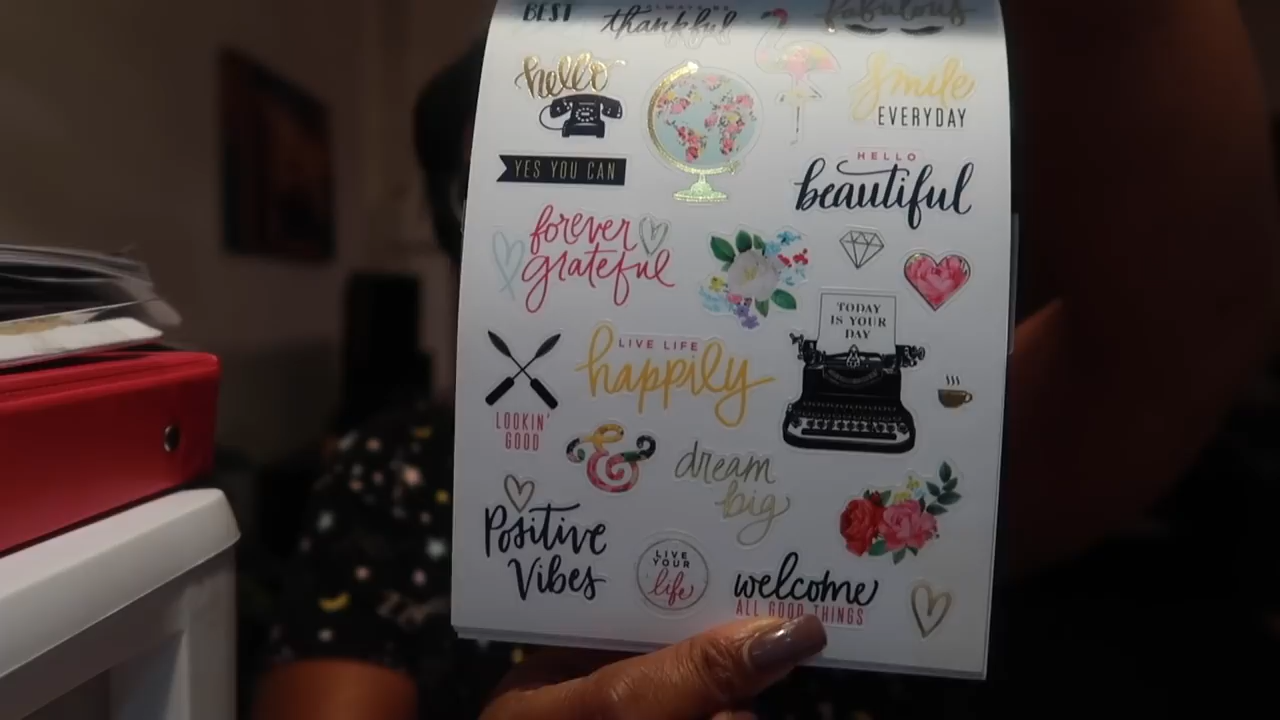 BEST
ALWAYS
thankful
fabulous
hello
smile
EVERYDAY
YES YOU CAN
HELLO
beautiful
forever
grateful
TODAY
IS YOUR
DAY
LIVE LIFE
happily
LOOKIN'
GOOD
&
dream
big
Positive
Vibes
LIVE
YOUR
life
welcome
ALL GOOD THINGS